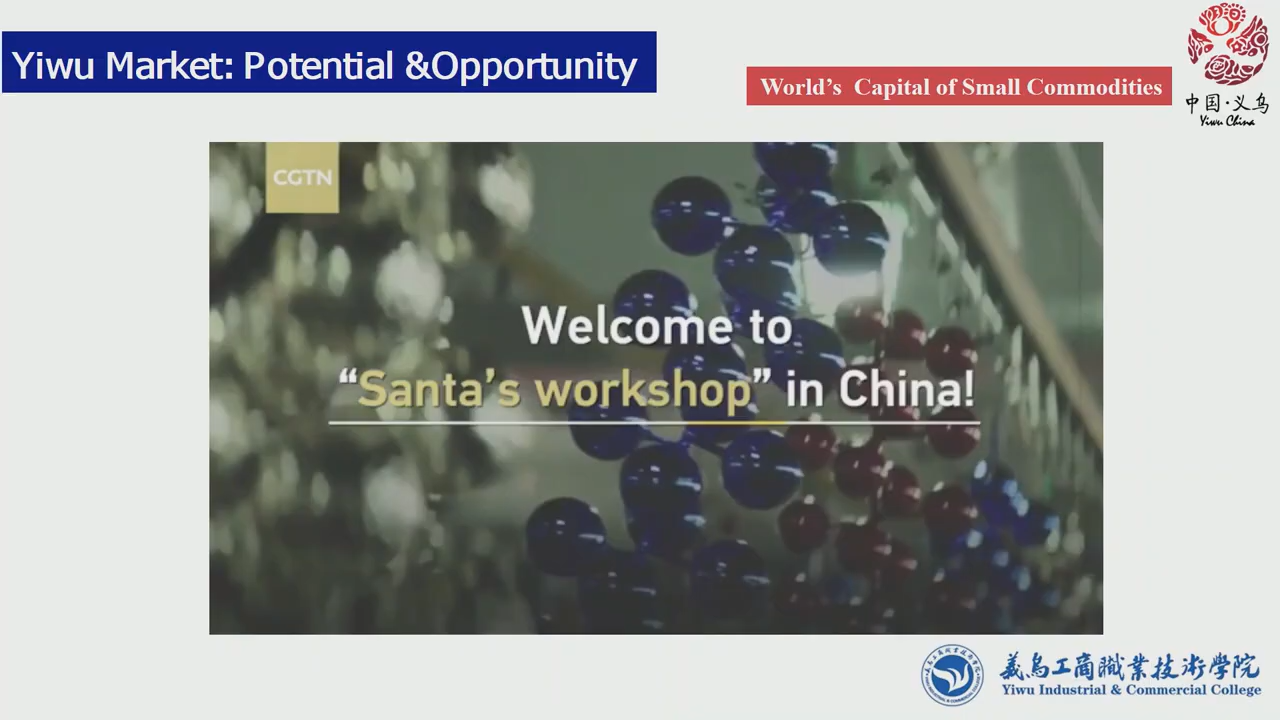 Yiwu Market: Potential &Opportunity
World's Capital of Small Commodities
中国·义乌
Yiwu China
CGTN
Welcome to
“Santa's workshop” in China!
義烏工商職業技術學院
Yiwu Industrial & Commercial College